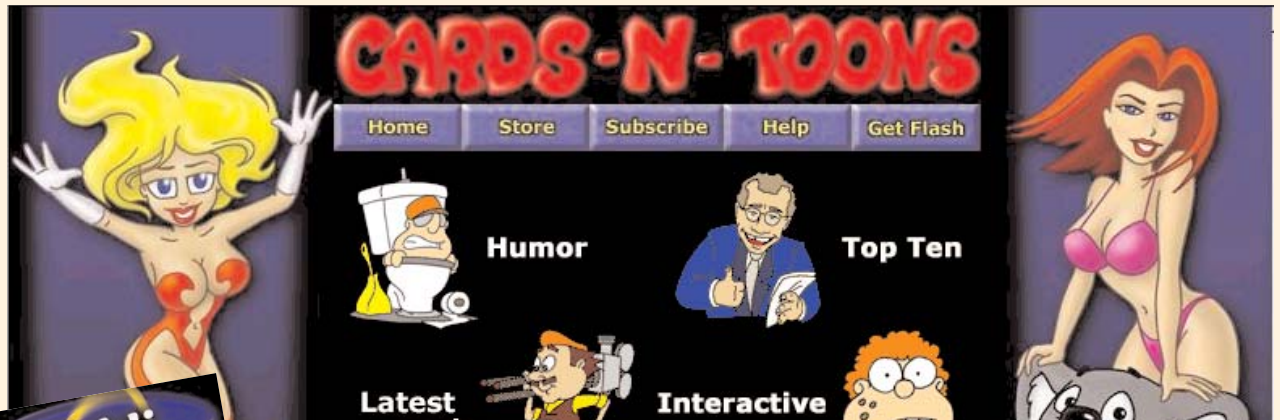 CARDS-N-TOONS
Home Store Subscribe Help Get Flash
Humor Top Ten
Latest Interactive